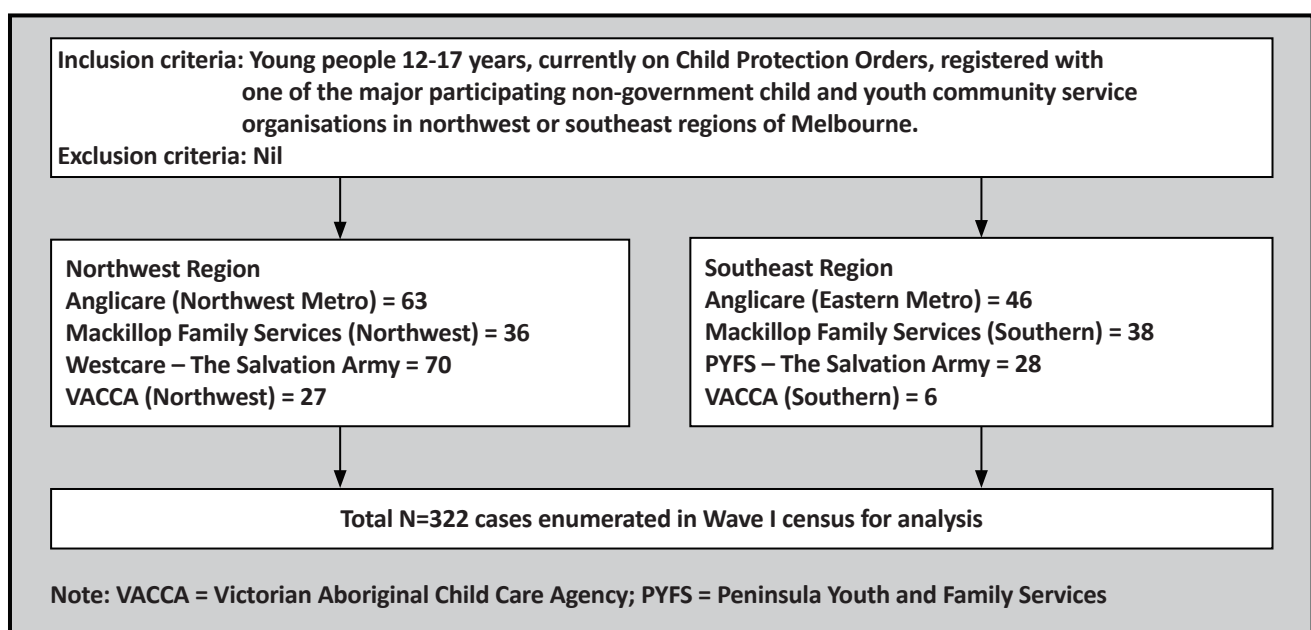 Inclusion criteria: Young people 12-17 years, currently on Child Protection Orders, registered with
one of the major participating non-government child and youth community service
organisations in northwest or southeast regions of Melbourne.
Exclusion criteria: Nil
Northwest Region
Anglicare (Northwest Metro) = 63
Mackillop Family Services (Northwest) = 36
Westcare – The Salvation Army = 70
VACCA (Northwest) = 27
Southeast Region
Anglicare (Eastern Metro) = 46
Mackillop Family Services (Southern) = 38
PYFS – The Salvation Army = 28
VACCA (Southern) = 6
Total N=322 cases enumerated in Wave I census for analysis
Note: VACCA = Victorian Aboriginal Child Care Agency; PYFS = Peninsula Youth and Family Services